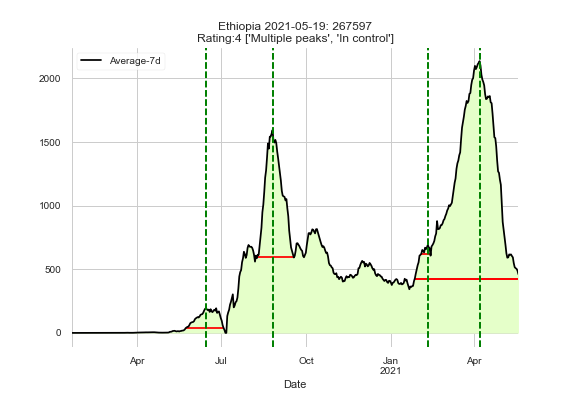 Ethiopia 2021-05-19: 267597
Rating:4 ['Multiple peaks', 'In control']
Average-7d
2000
1500
1000
500
0
Apr Jul Oct Jan Apr
2021
Date